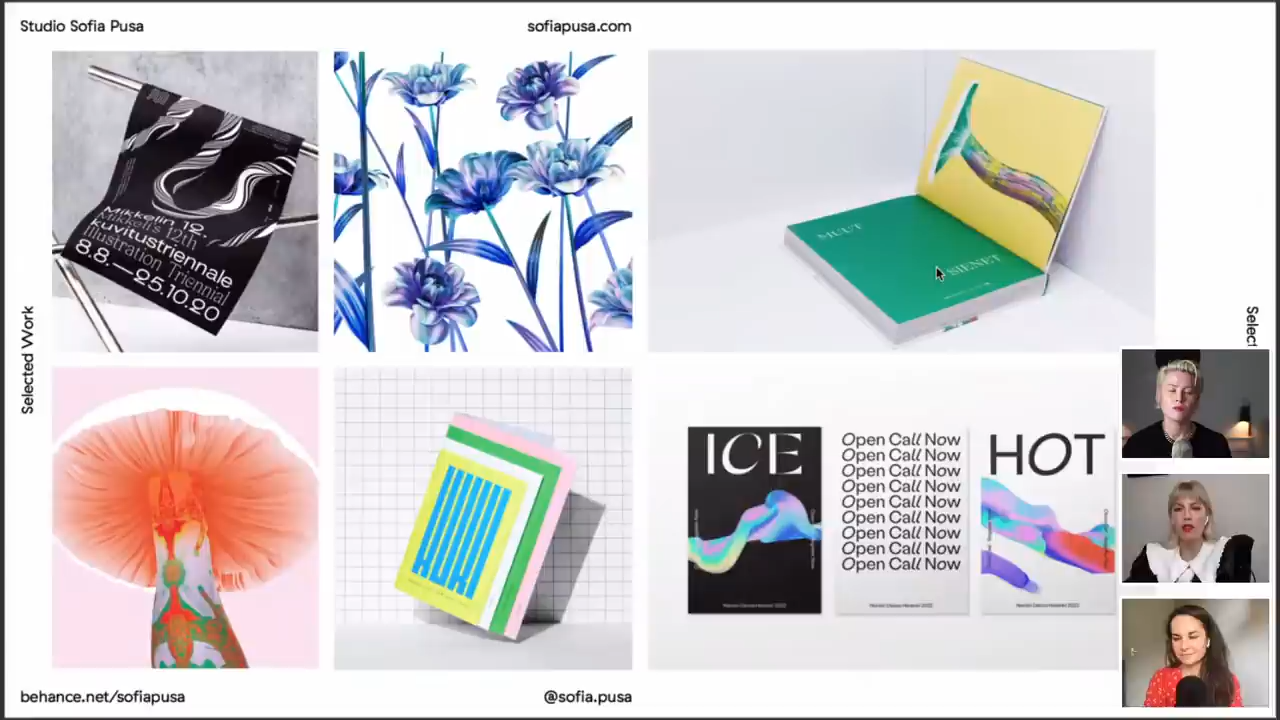 Studio Sofia Pusa
sofiapusa.com
Selected Work
Mikkelin 12.
Mikkeli's 12th
kuvitustriennale
Illustration Triennial
8.8.—25.10.20
MUUT
SIENET
Selec
AUKI
ICE
Open Call Now
Open Call Now
Open Call Now
Open Call Now
Open Call Now
Open Call Now
Open Call Now
Open Call Now
Open Call Now
HOT
behance.net/sofiapusa
@sofia.pusa